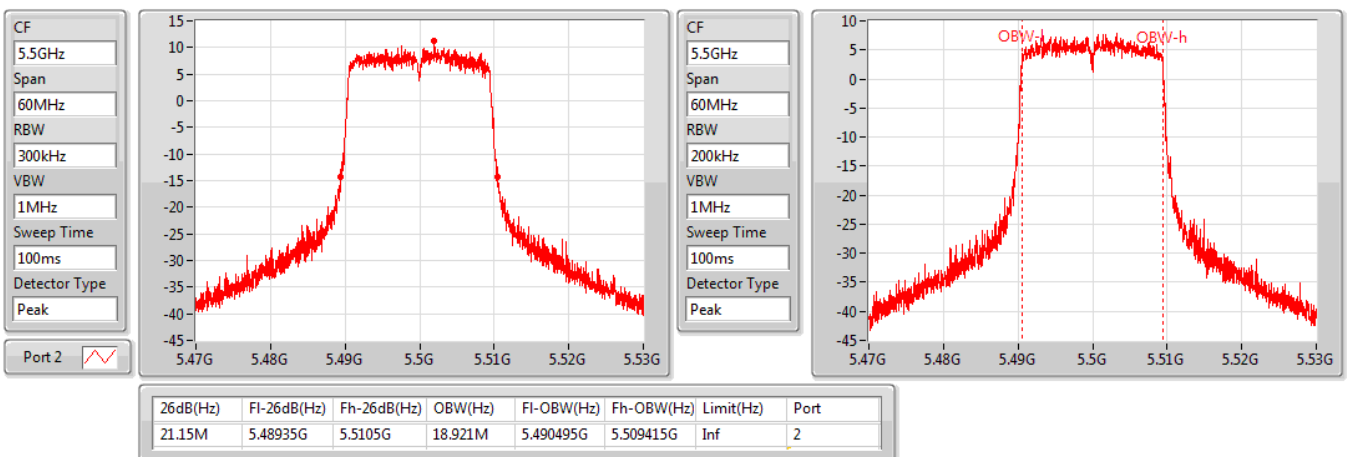 CF
5.5GHz
Span
60MHz
RBW
300kHz
VBW
1MHz
Sweep Time
100ms
Detector Type
Peak
Port 2
15
10
5
0
-5
-10
-15
-20
-25
-30
-35
-40
-45
5.47G 5.48G 5.49G 5.5G 5.51G 5.52G 5.53G
CF
5.5GHz
Span
60MHz
RBW
200kHz
VBW
1MHz
Sweep Time
100ms
Detector Type
Peak
10
5
0
-5
-10
-15
-20
-25
-30
-35
-40
-45
OBW-l OBW-h
5.47G 5.48G 5.49G 5.5G 5.51G 5.52G 5.53G
26dB(Hz) Fl-26dB(Hz) Fh-26dB(Hz) OBW(Hz) Fl-OBW(Hz) Fh-OBW(Hz) Limit(Hz) Port
21.15M 5.48935G 5.5105G 18.921M 5.490495G 5.509415G Inf 2